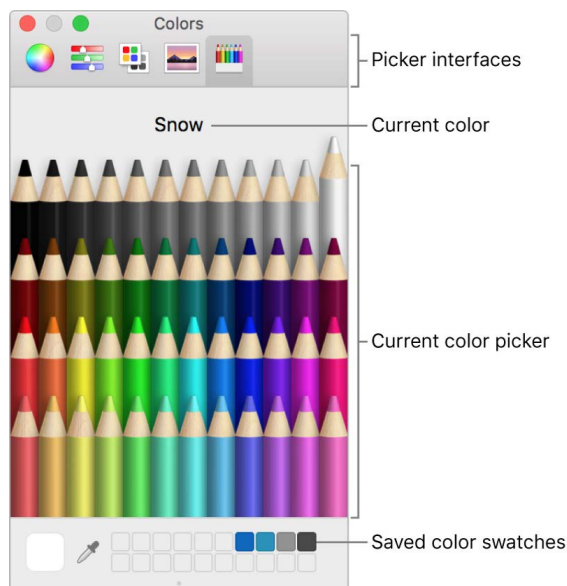 Colors
Picker interfaces
Snow
Current color
Current color picker
Saved color swatches